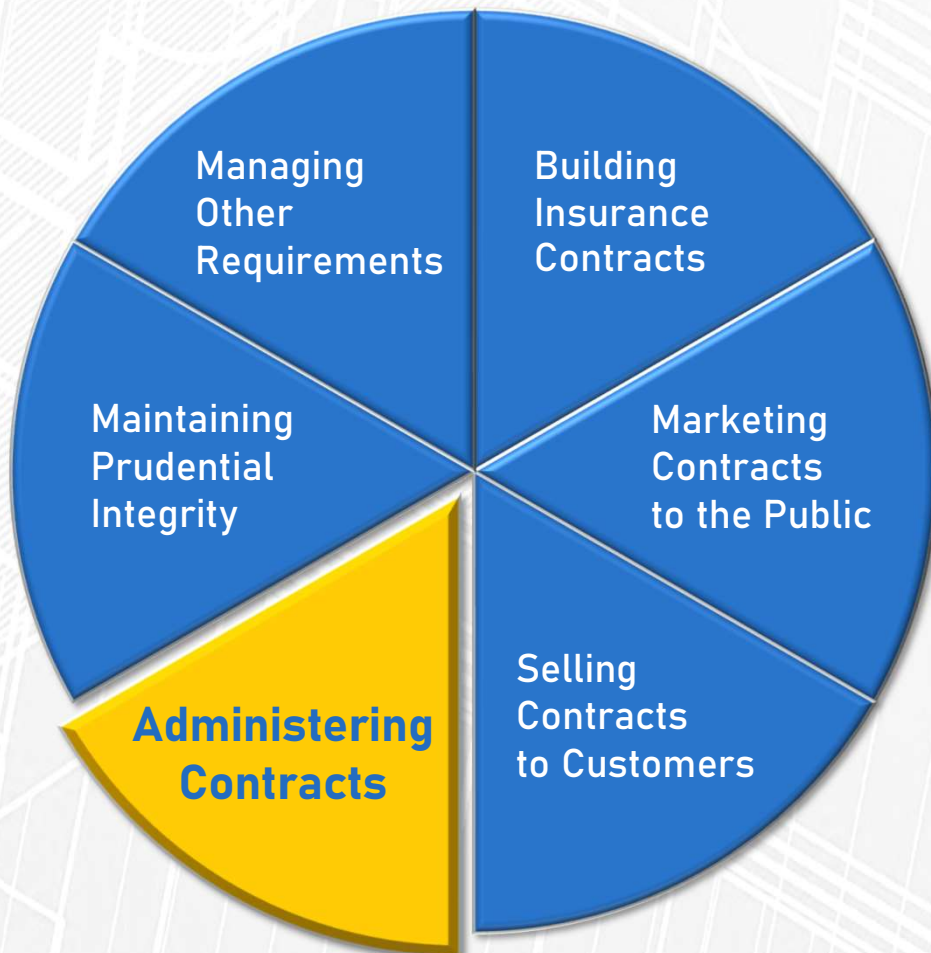 Managing
Other
Requirements
Building
Insurance
Contracts
Maintaining
Prudential
Integrity
Marketing
Contracts
to the Public
Administering
Contracts
Selling
Contracts
to Customers